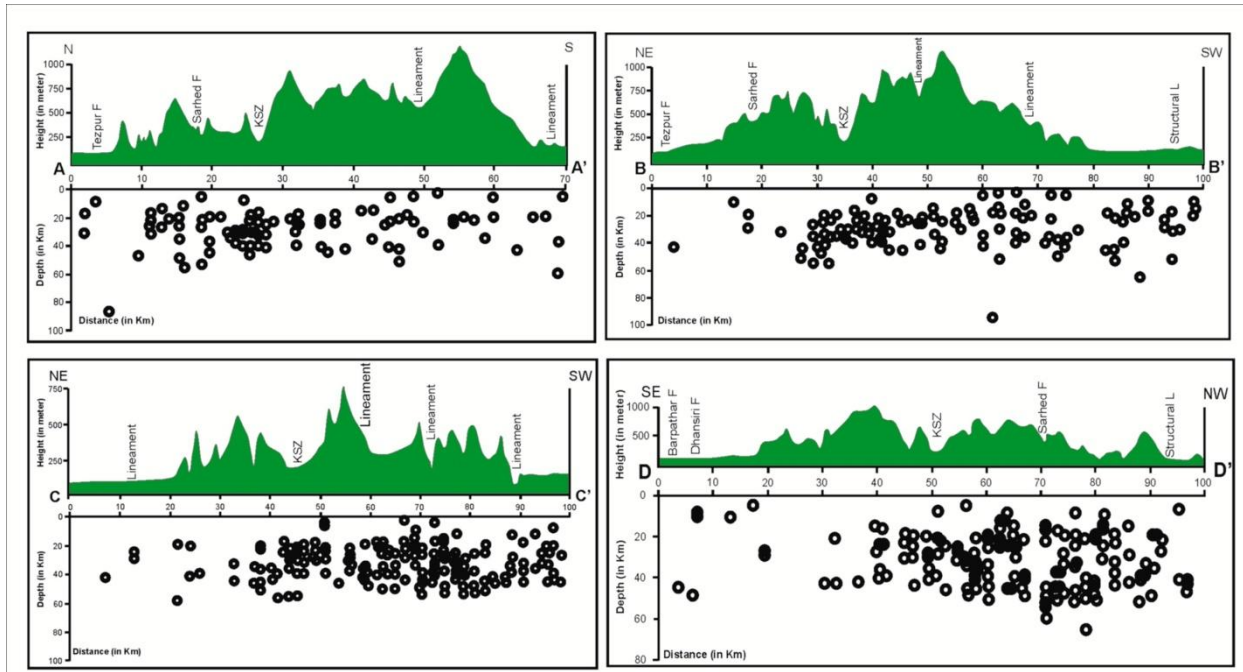 N
S
Height (in meter)
1000
750
500
250
Tezpur F
Sarhed F
KSZ
Lineament
Lineament
A
A'
0 10 20 30 40 50 60 70
Depth (in Km)
0
20
40
60
80
100
Distance (in Km)
NE
SW
Height (in meter)
1000
750
500
250
Tezpur F
Sarhed F
KSZ
Lineament
Lineament
Structural L
B
B'
0 10 20 30 40 50 60 70 80 90 100
Depth (in Km)
0
20
40
60
80
100
Distance (in Km)
NE
SW
Height (in meter)
750
500
250
0
Lineament
KSZ
Lineament
Lineament
Lineament
C
C'
0 10 20 30 40 50 60 70 80 90 100
Depth (in Km)
0
20
40
60
80
100
Distance (in Km)
SE
NW
Height (in meter)
1000
500
0
Barpathar F
Dhansiri F
KSZ
Sarhed F
Structural L
D
D'
0 10 20 30 40 50 60 70 80 90 100
Depth (in Km)
0
20
40
60
80
Distance (in Km)